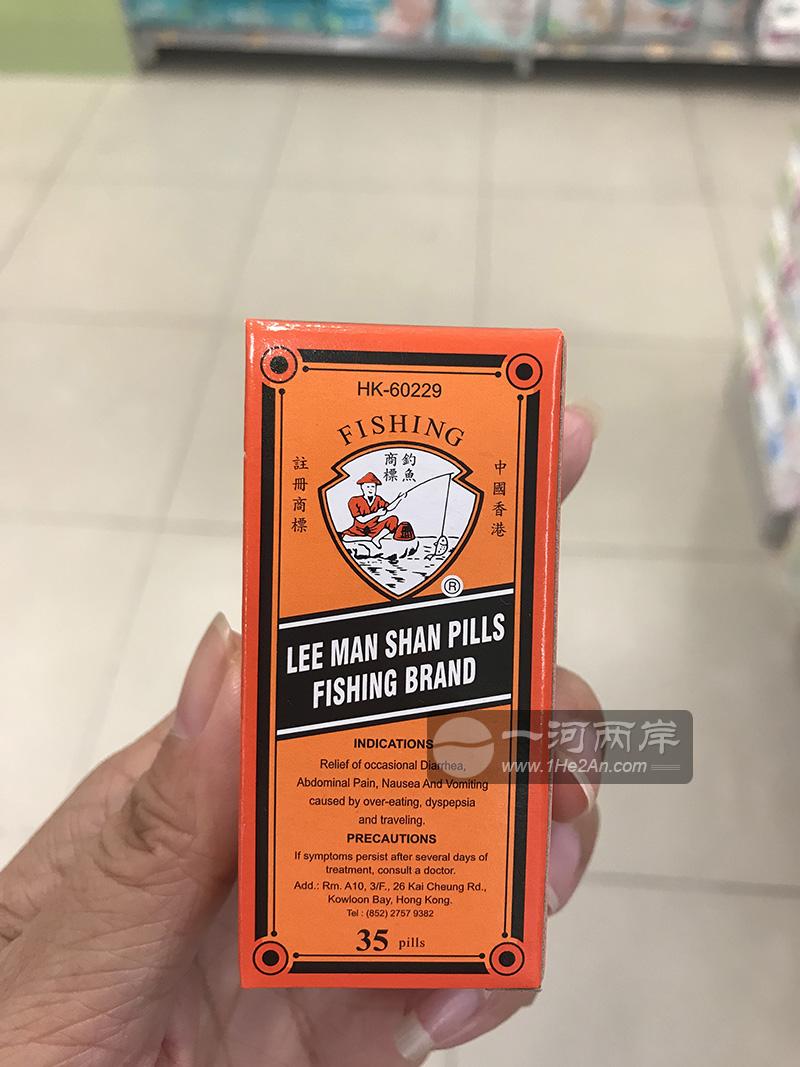 HK-60229
FISHING
釣魚
商標
中國香港
註冊商標
®
LEE MAN SHAN PILLS
FISHING BRAND
INDICATIONS
Relief of occasional Diarrhea,
Abdominal Pain, Nausea And Vomiting
caused by over-eating, dyspepsia
and traveling.
PRECAUTIONS
If symptoms persist after several days of
treatment, consult a doctor.
Add.: Rm. A10, 3/F., 26 Kai Cheung Rd.,
Kowloon Bay, Hong Kong.
Tel : (852) 2757 9382
35 pills
一河两岸
www.1He2An.com